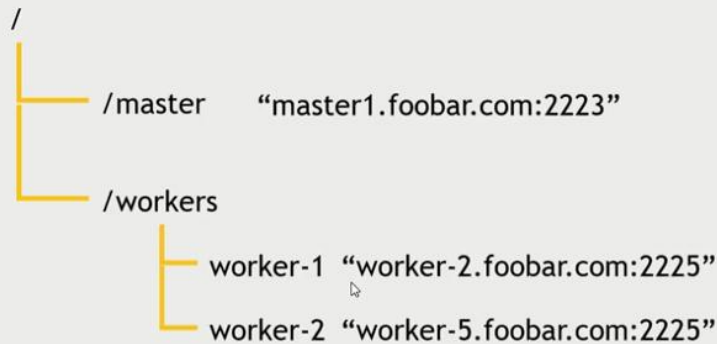 /
/master “master1.foobar.com:2223”
/workers
worker-1 “worker-2.foobar.com:2225”
worker-2 “worker-5.foobar.com:2225”